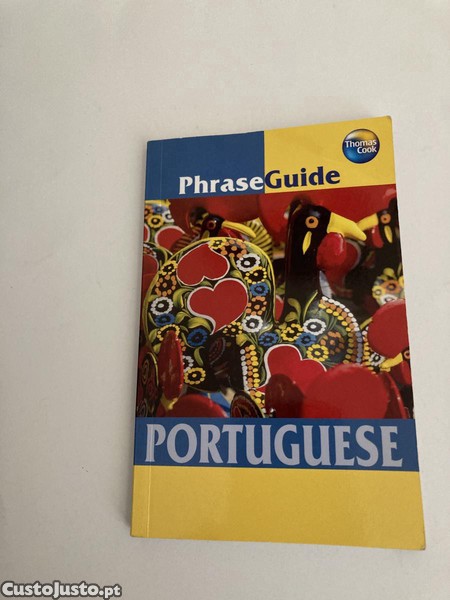 Thomas
Cook
PhraseGuide
PORTUGUESE
CustoJusto.pt